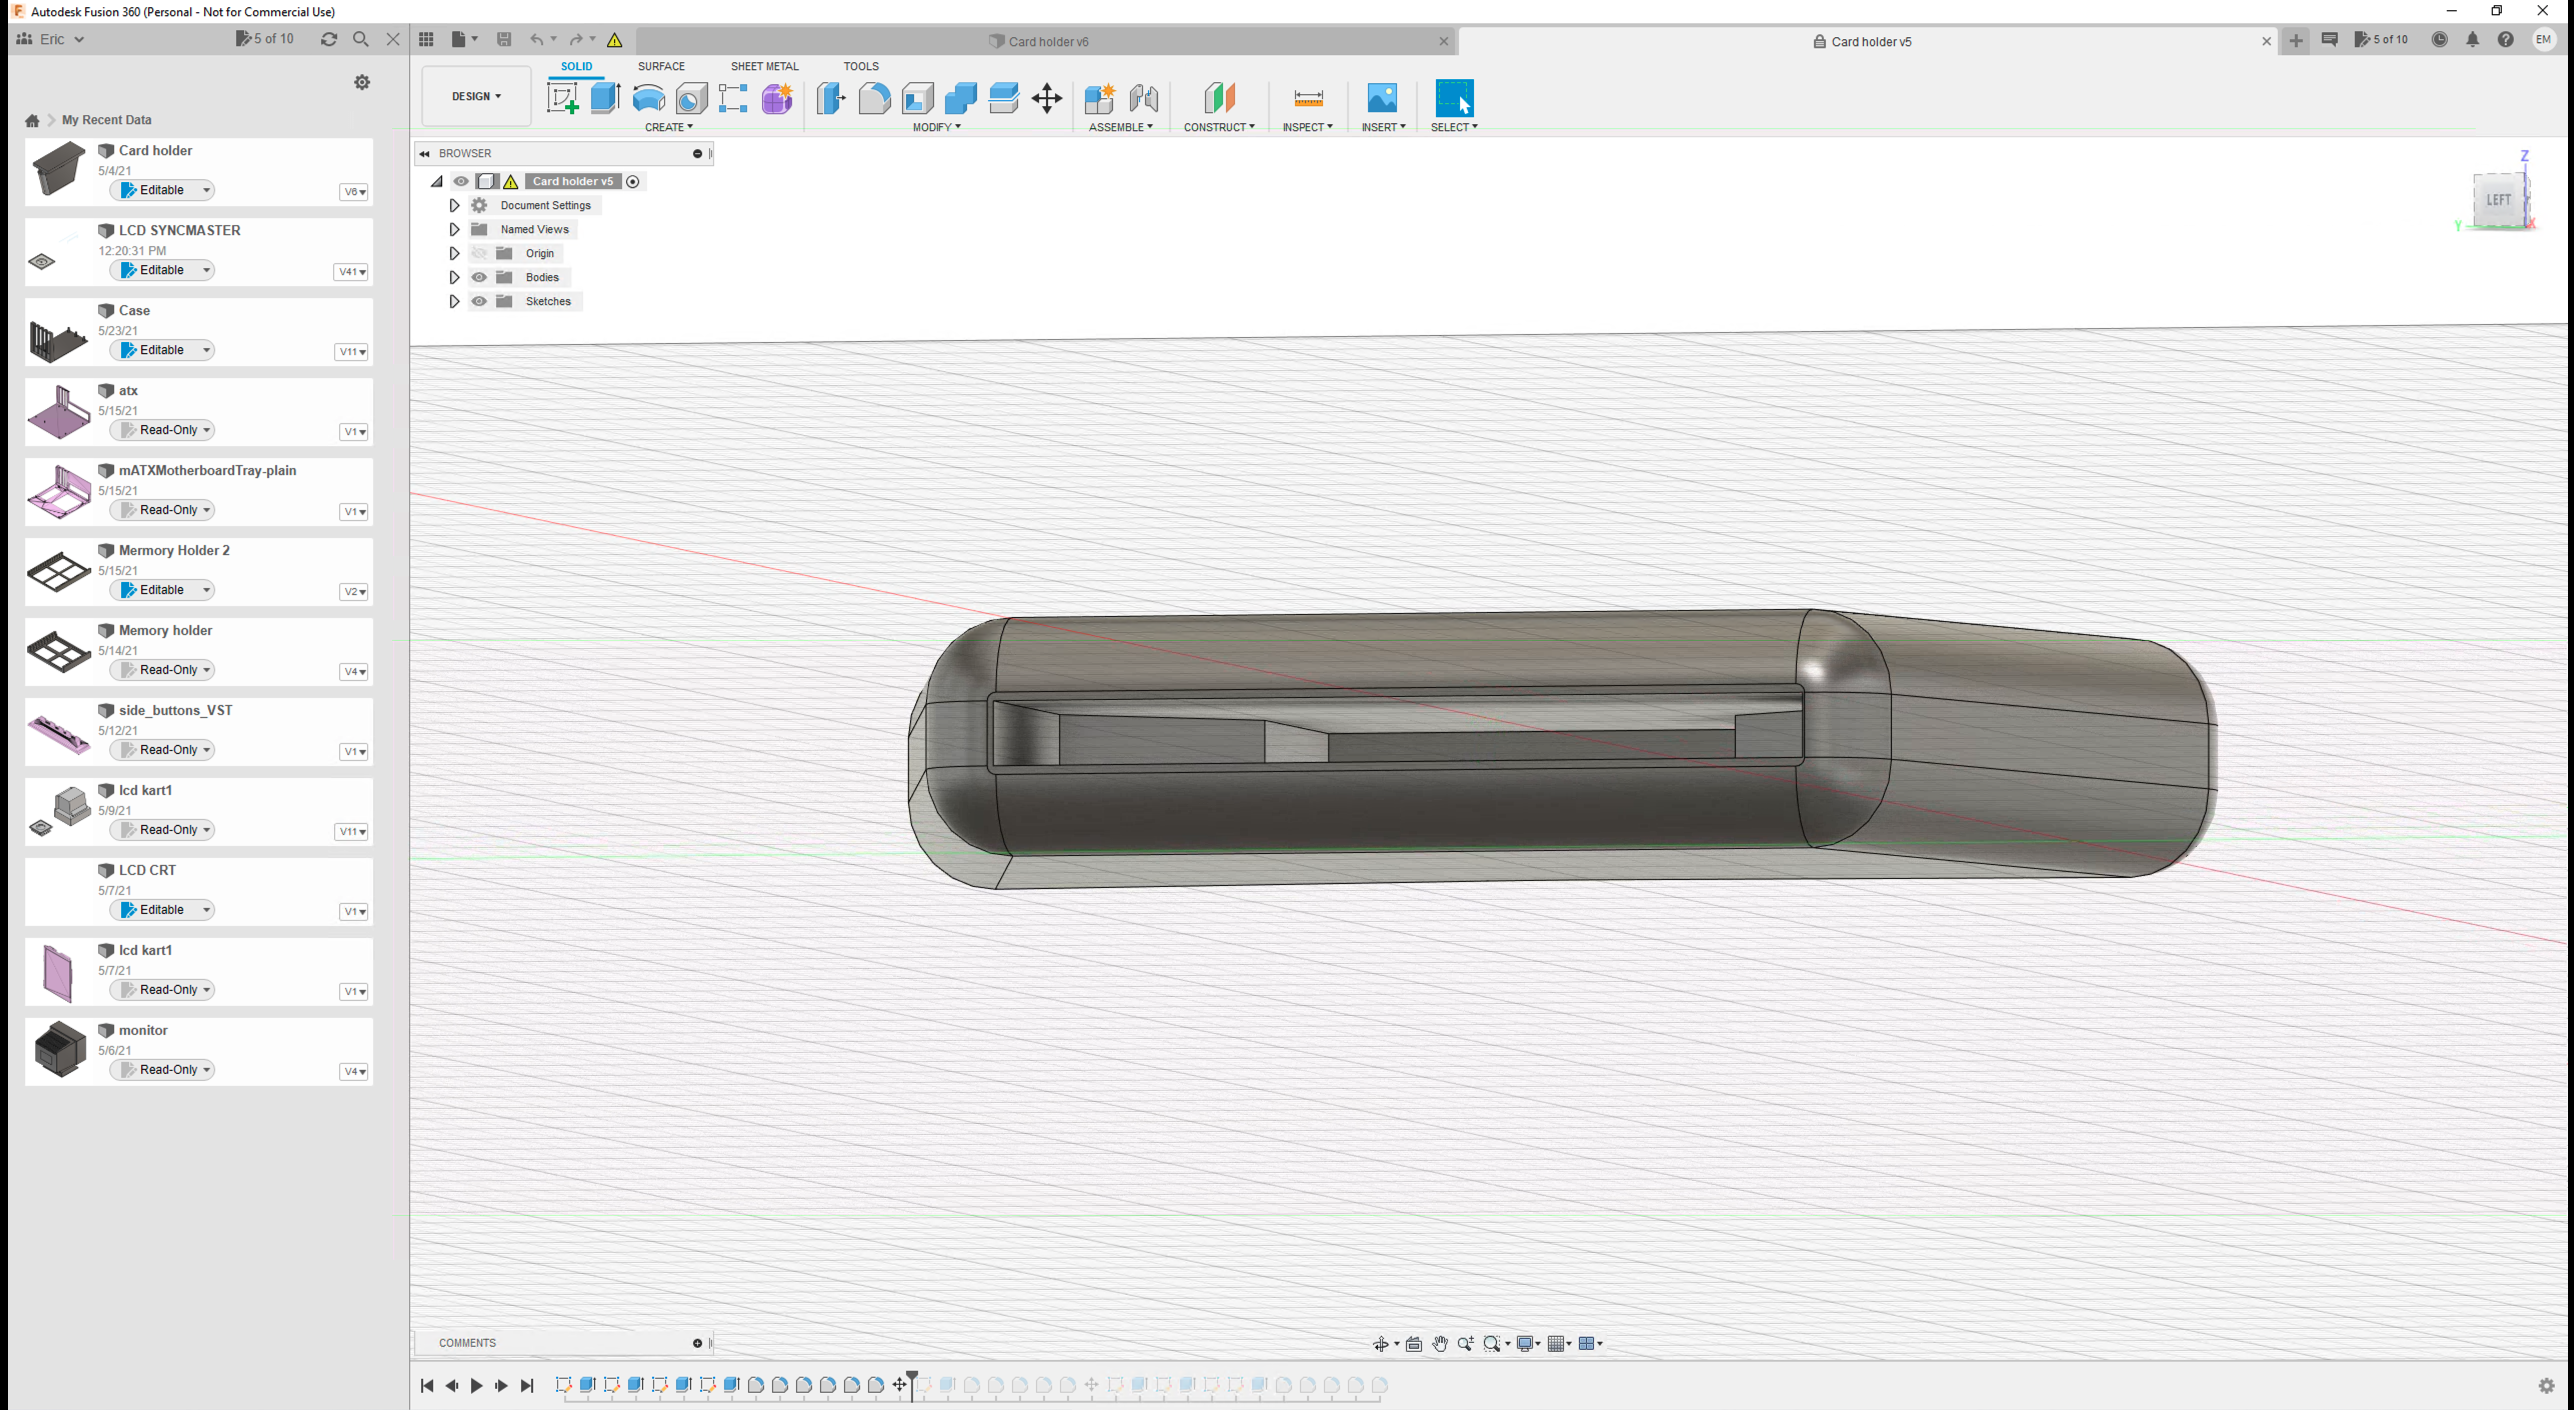 Autodesk Fusion 360 (Personal - Not for Commercial Use)
Eric
5 of 10
Card holder v6
Card holder v5
5 of 10
EM
DESIGN
SOLID
SURFACE
SHEET METAL
TOOLS
CREATE
MODIFY
ASSEMBLE
CONSTRUCT
INSPECT
INSERT
SELECT
My Recent Data
Card holder
5/4/21
Editable
V6
LCD SYNCMASTER
12:20:31 PM
Editable
V41
Case
5/23/21
Editable
V11
atx
5/15/21
Read-Only
V1
mATXMotherboardTray-plain
5/15/21
Read-Only
V1
Mermory Holder 2
5/15/21
Editable
V2
Memory holder
5/14/21
Read-Only
V4
side_buttons_VST
5/12/21
Read-Only
V1
lcd kart1
5/9/21
Read-Only
V11
LCD CRT
5/7/21
Editable
V1
lcd kart1
5/7/21
Read-Only
V1
monitor
5/6/21
Read-Only
V4
BROWSER
Card holder v5
Document Settings
Named Views
Origin
Bodies
Sketches
Z
LEFT
Y
X
COMMENTS